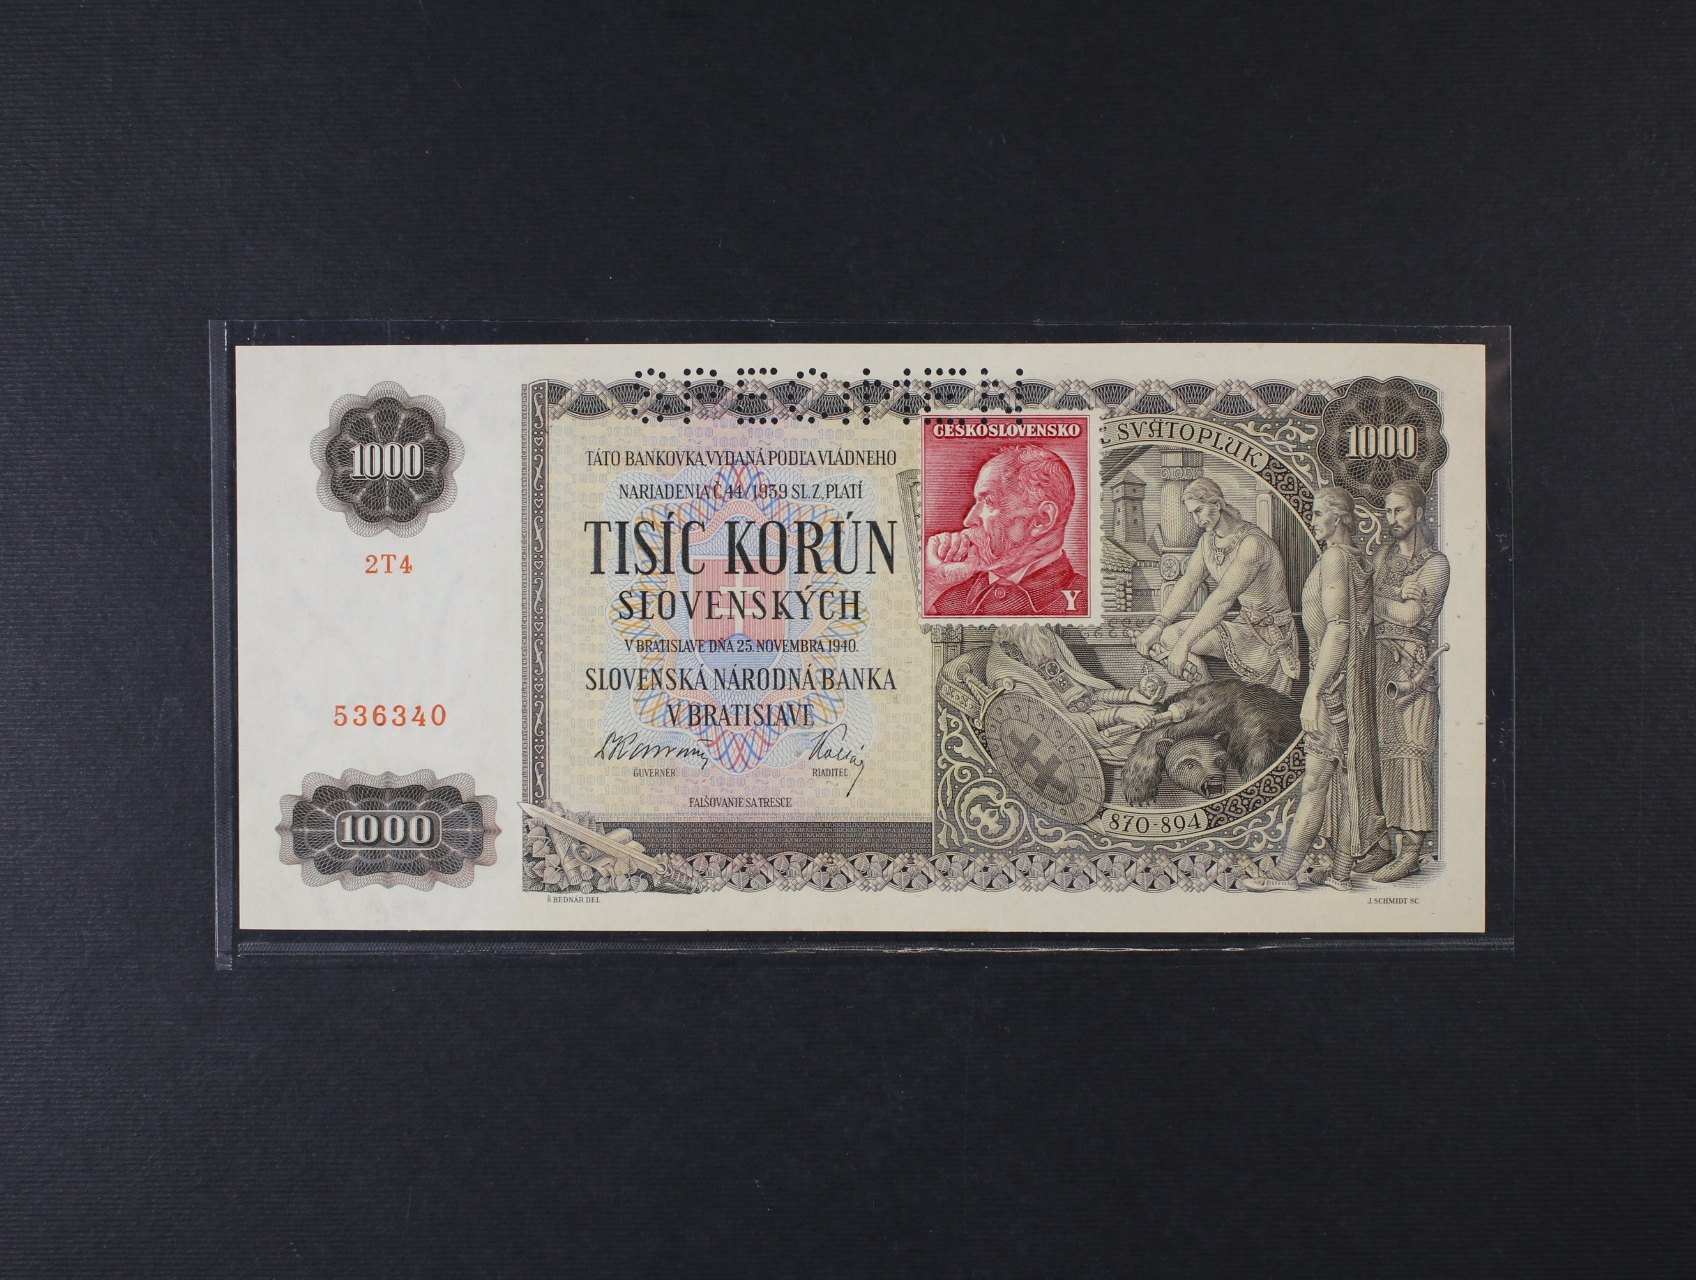 SPECIMEN
1000
2T4
536340
1000
TÁTO BANKOVKA, VYDANÁ PODĽA VLÁDNEHO
NARIADENIA Č. 44/1939 SL. Z., PLATÍ
TISÍC KORÚN
SLOVENSKÝCH
V BRATISLAVE DŇA 25. NOVEMBRA 1940.
SLOVENSKÁ NÁRODNÁ BANKA
V BRATISLAVE
GUVERNÉR
RIADITEĽ
FALŠOVANIE SA TRESCE
Š. BEDNÁR DEL.
ČESKOSLOVENSKO
Y
SVÄTOPLUK
1000
870-894
J. SCHMIDT SC.